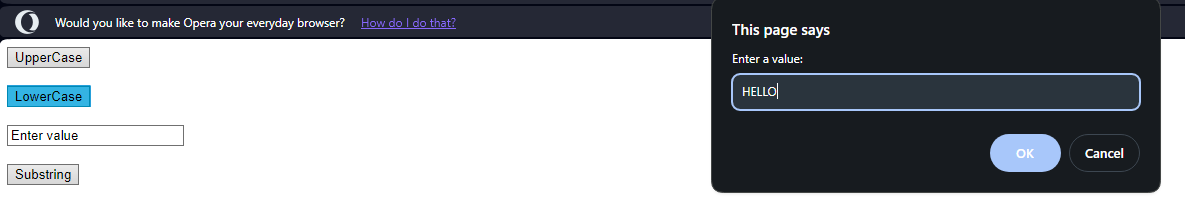 Would you like to make Opera your everyday browser? How do I do that?
UpperCase
LowerCase
Enter value
Substring
This page says
Enter a value:
HELLO
OK Cancel